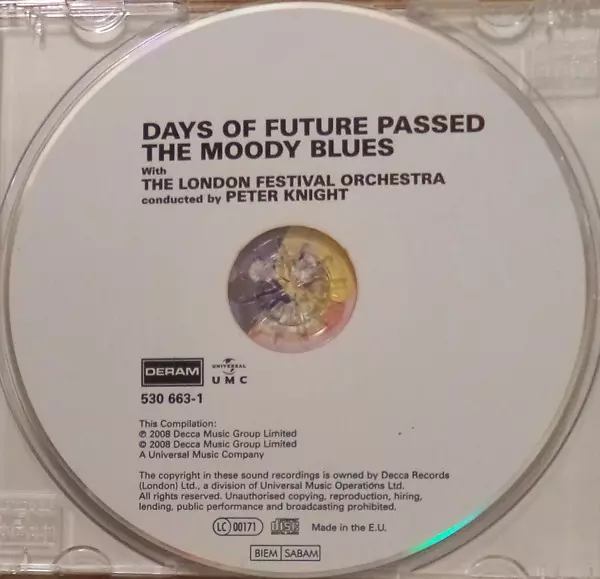 DAYS OF FUTURE PASSED
THE MOODY BLUES
With
THE LONDON FESTIVAL ORCHESTRA
conducted by PETER KNIGHT
DERAM
UNIVERSAL
UMC
530 663-1
This Compilation:
℗ 2008 Decca Music Group Limited
© 2008 Decca Music Group Limited
A Universal Music Company
The copyright in these sound recordings is owned by Decca Records
(London) Ltd., a division of Universal Music Operations Ltd.
All rights reserved. Unauthorised copying, reproduction, hiring,
lending, public performance and broadcasting prohibited.
LC 00171
disc
Made in the E.U.
BIEM SABAM